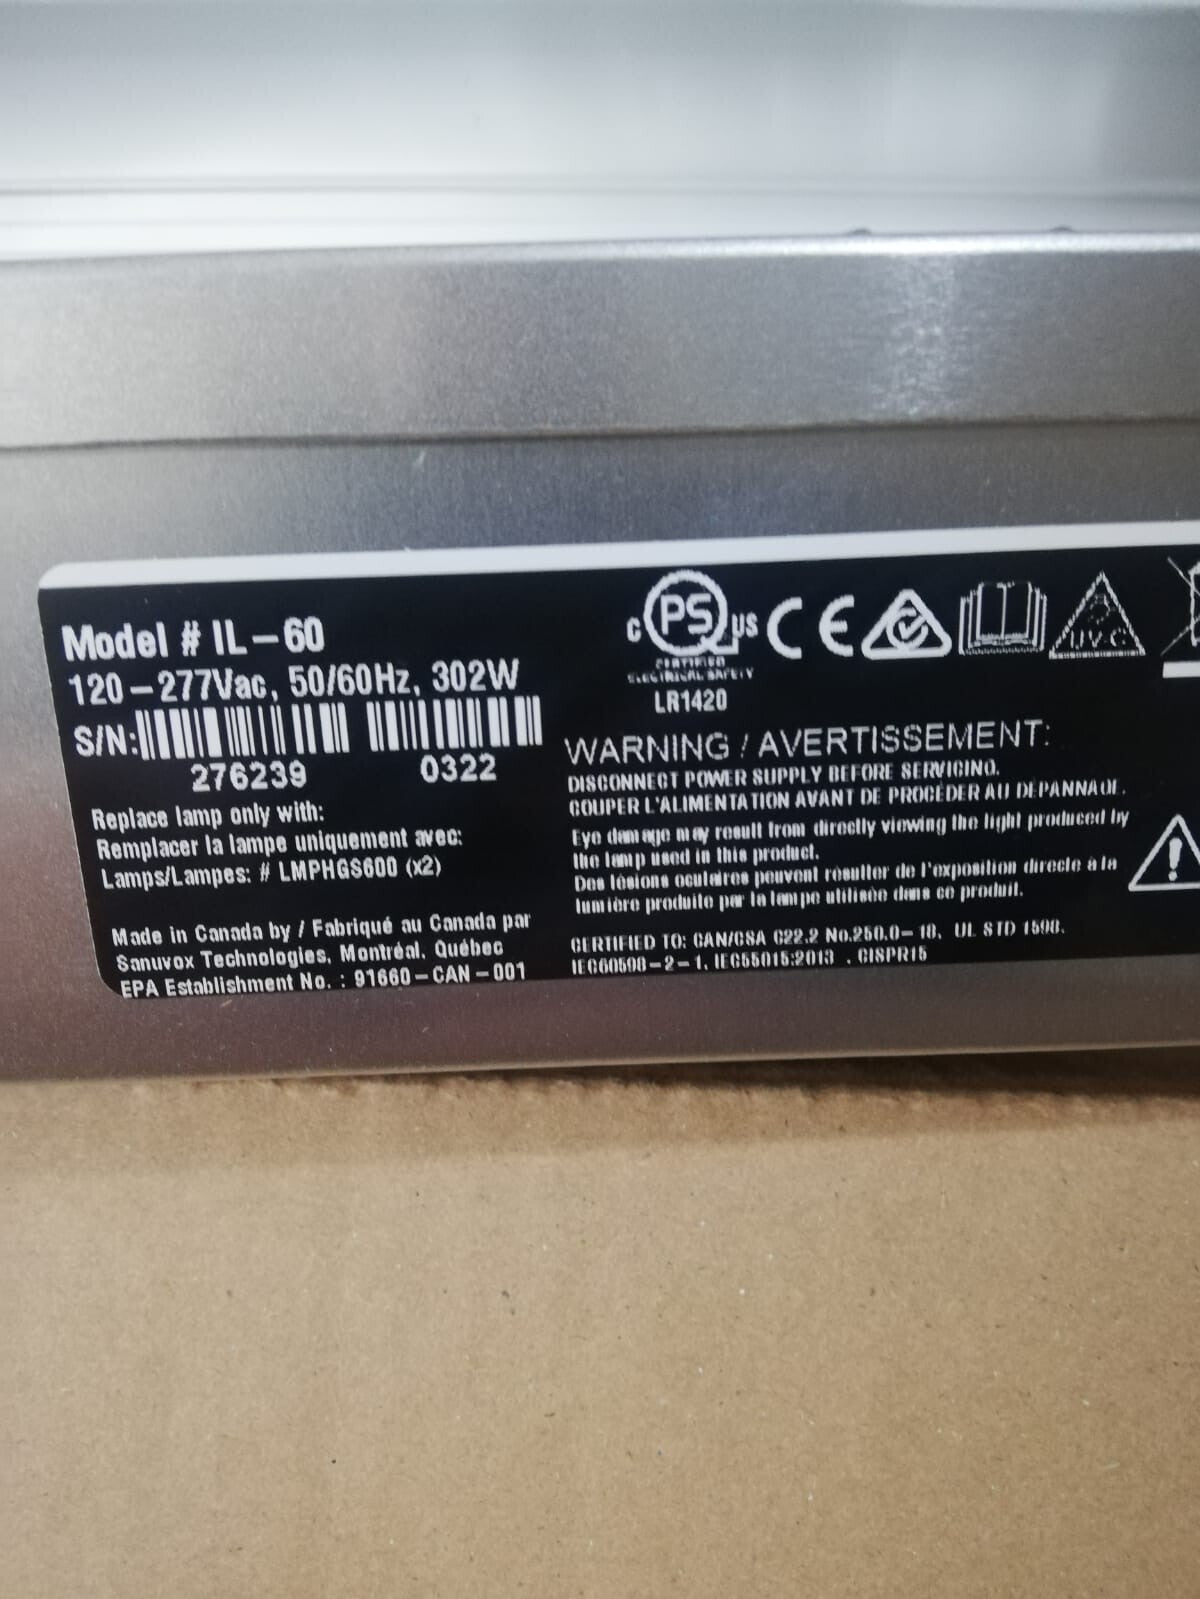 Model # IL-60
120-277Vac, 50/60Hz, 302W
S/N:
276239 0322
Replace lamp only with:
Remplacer la lampe uniquement avec:
Lamps/Lampes: # LMPHGS600 (x2)
Made in Canada by / Fabriqué au Canada par
Sanuvox Technologies, Montréal, Québec
EPA Establishment No. : 91660-CAN-001
C PS US CE
CERTIFIED
ELECTRICAL SAFETY
LR1420
UV-C
WARNING / AVERTISSEMENT:
DISCONNECT POWER SUPPLY BEFORE SERVICING.
COUPER L'ALIMENTATION AVANT DE PROCÉDER AU DÉPANNAGE.
Eye damage may result from directly viewing the light produced by
the lamp used in this product.
Des lésions oculaires peuvent résulter de l'exposition directe à la
lumière produite par la lampe utilisée dans ce produit.
CERTIFIED TO: CAN/CSA C22.2 No.250.0-18, UL STD 1598,
IEC60598-2-1, IEC55015:2013 , CISPR15